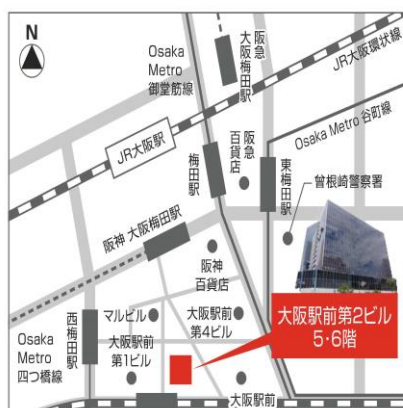 N
Osaka
Metro
御堂筋線
阪急
大阪梅田駅
JR大阪環状線
JR大阪駅
梅田駅
阪急
百貨店
Osaka Metro 谷町線
東梅田駅
曾根崎警察署
阪神 大阪梅田駅
阪神
百貨店
西梅田駅
マルビル
大阪駅前
第4ビル
大阪駅前第2ビル
5・6階
Osaka
Metro
四つ橋線
大阪駅前
第1ビル
大阪駅前